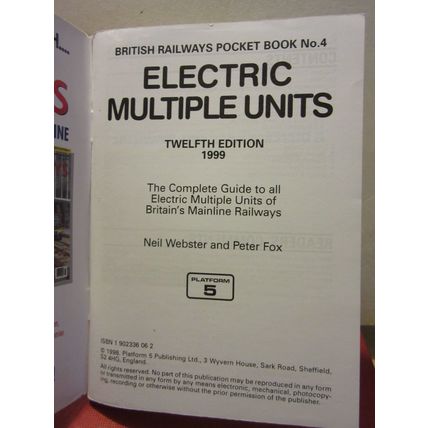 H....
S
INE
BRITISH RAILWAYS POCKET BOOK No.4
ELECTRIC
MULTIPLE UNITS
TWELFTH EDITION
1999
The Complete Guide to all
Electric Multiple Units of
Britain's Mainline Railways
Neil Webster and Peter Fox
PLATFORM
5
ISBN 1 902336 06 2
© 1998. Platform 5 Publishing Ltd., 3 Wyvern House, Sark Road, Sheffield,
S2 4HG, England.
All rights reserved. No part of this publication may be reproduced in any form
or transmitted in any form by any means electronic, mechanical, photocopy-
ing, recording or otherwise without the prior permission of the publisher.